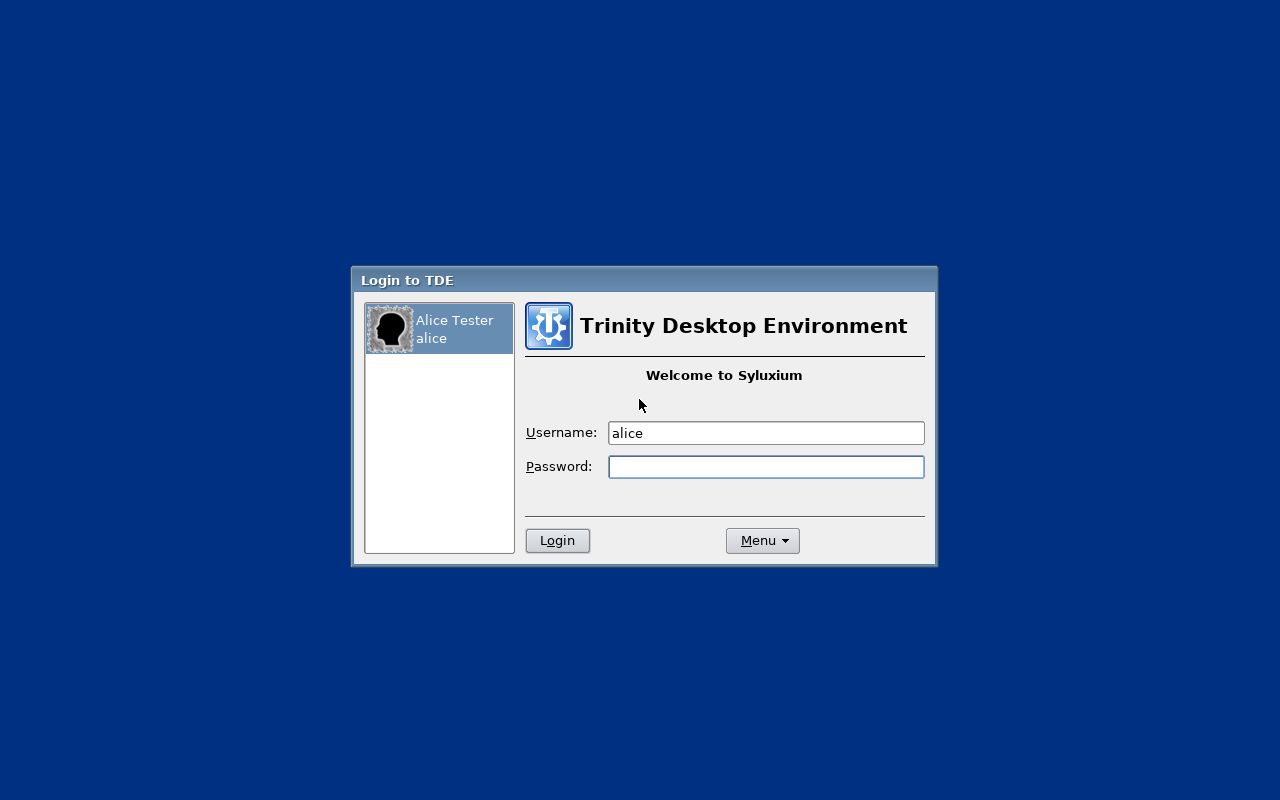 Login to TDE
Alice Tester
alice
Trinity Desktop Environment
Welcome to Syluxium
Username: alice
Password:
Login
Menu